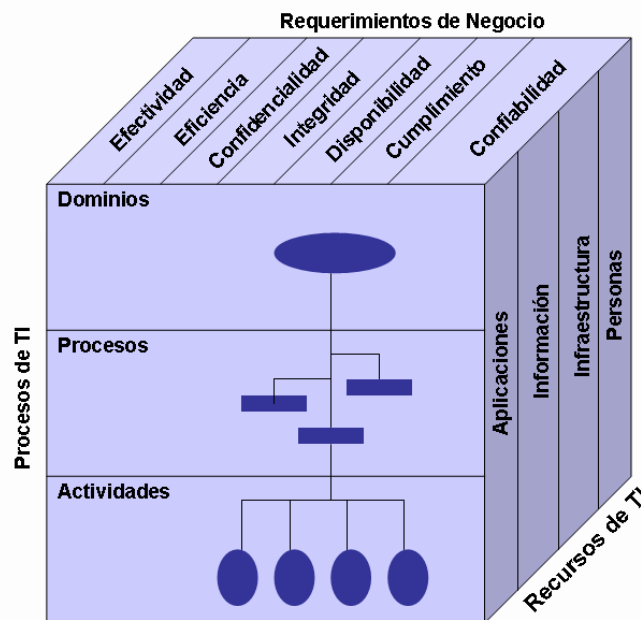 Requerimientos de Negocio
Efectividad
Eficiencia
Confidencialidad
Integridad
Disponibilidad
Cumplimiento
Confiabilidad
Dominios
Procesos
Actividades
Procesos de TI
Aplicaciones
Información
Infraestructura
Personas
Recursos de TI